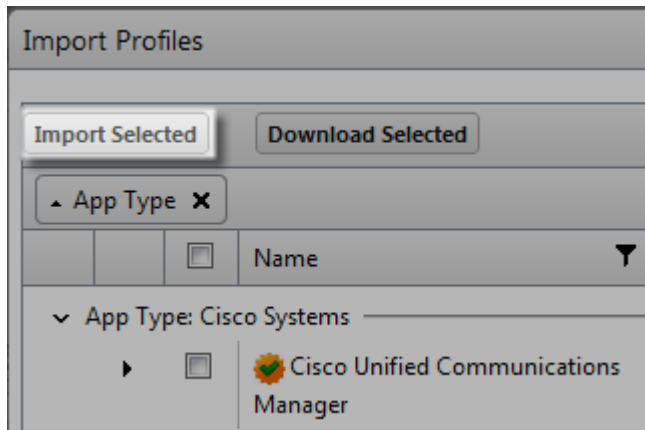 Import Profiles
Import Selected
Download Selected
App Type
Name
App Type: Cisco Systems
Cisco Unified Communications
Manager